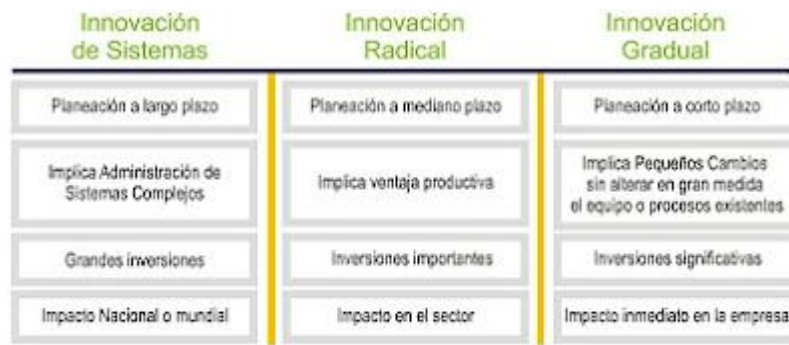 Innovación
de Sistemas
Innovación
Radical
Innovación
Gradual
Planeación a largo plazo
Planeación a mediano plazo
Planeación a corto plazo
Implica Administración de
Sistemas Complejos
Implica ventaja productiva
Implica Pequeños Cambios
sin alterar en gran medida
el equipo o procesos existentes
Grandes inversiones
Inversiones importantes
Inversiones significativas
Impacto Nacional o mundial
Impacto en el sector
Impacto inmediato en la empresa